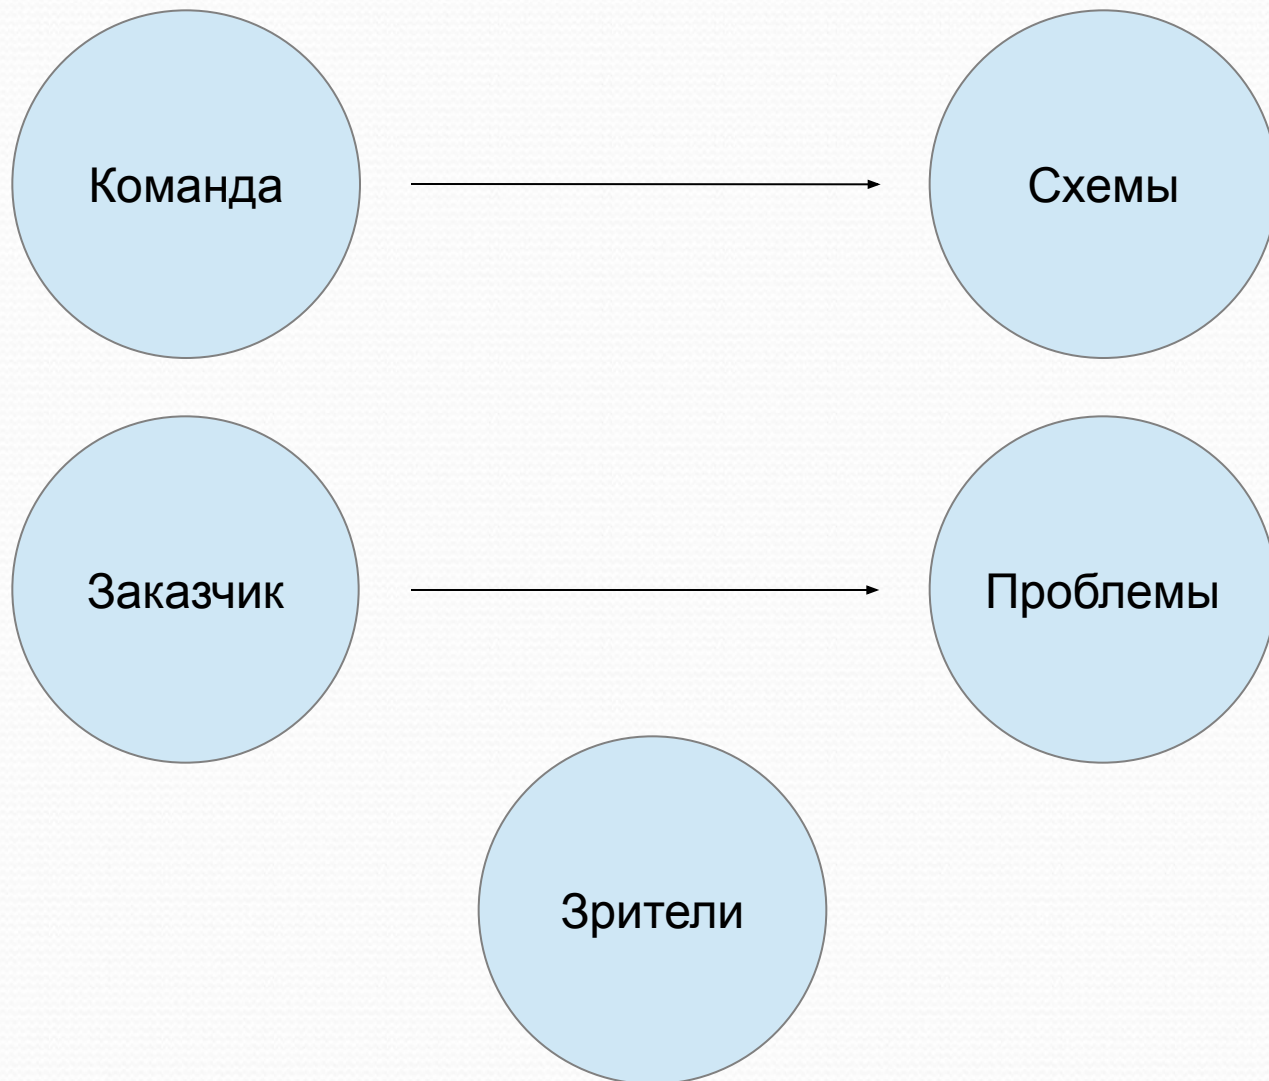 Команда
Схемы
Заказчик
Проблемы
Зрители